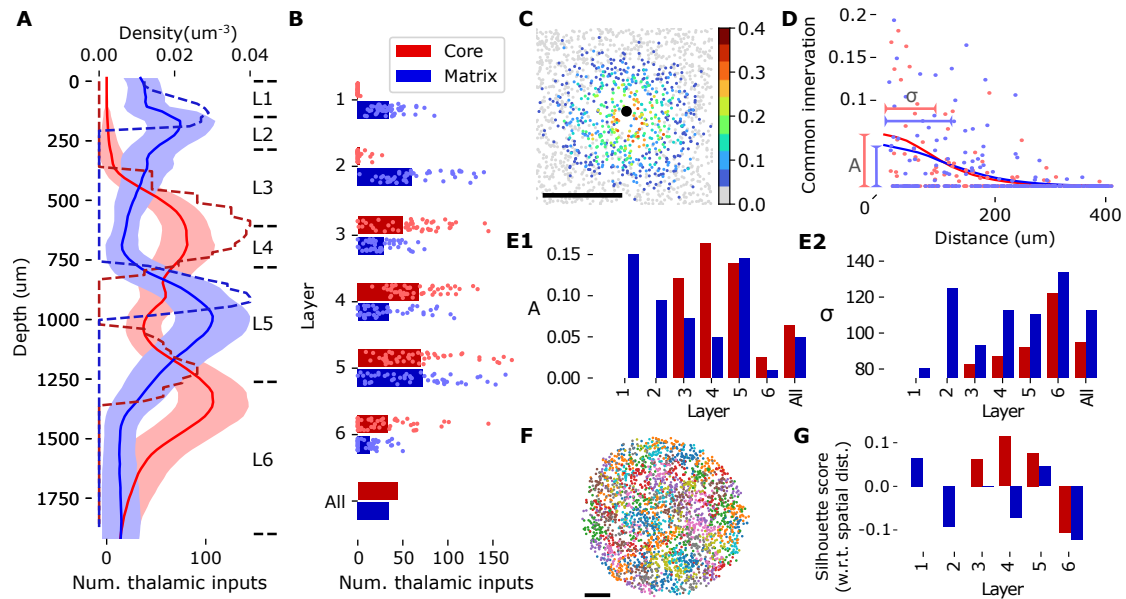 A
Density(um-3)
0.00 0.02 0.04
0
250
500
750
1000
1250
1500
1750
Depth (um)
L1
L2
L3
L4
L5
L6
0 100
Num. thalamic inputs
B
Core
Matrix
1
2
3
4
5
6
All
Layer
0 50 100 150
Num. thalamic inputs
C
0.4
0.3
0.2
0.1
0.0
D
0.2
0.1
0
Common innervation
σ
A
200 400
Distance (um)
E1
0.15
0.10
0.05
0.00
A
1 2 3 4 5 6 All
Layer
E2
140
120
100
80
σ
1 2 3 4 5 6 All
Layer
F
G
0.1
0.0
-0.1
Silhouette score
(w.r.t. spatial dist.)
1 2 3 4 5 6
Layer